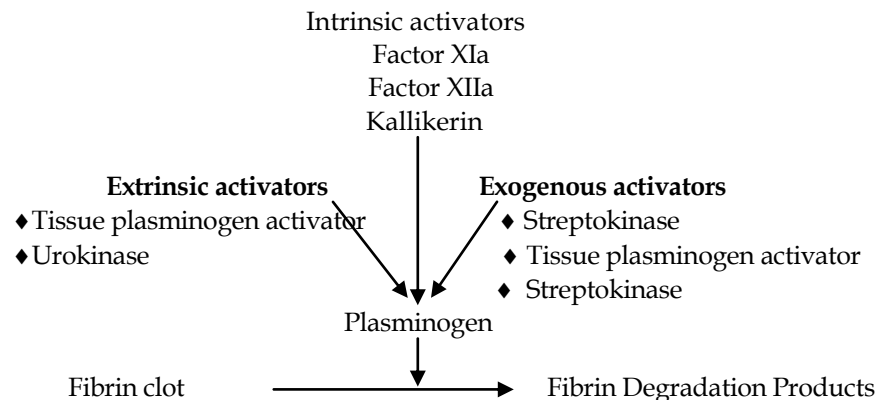 Intrinsic activators
Factor XIa
Factor XIIa
Kallikerin
Extrinsic activators
♦Tissue plasminogen activator
♦Urokinase
Exogenous activators
♦ Streptokinase
♦ Tissue plasminogen activator
♦ Streptokinase
Plasminogen
Fibrin clot
Fibrin Degradation Products